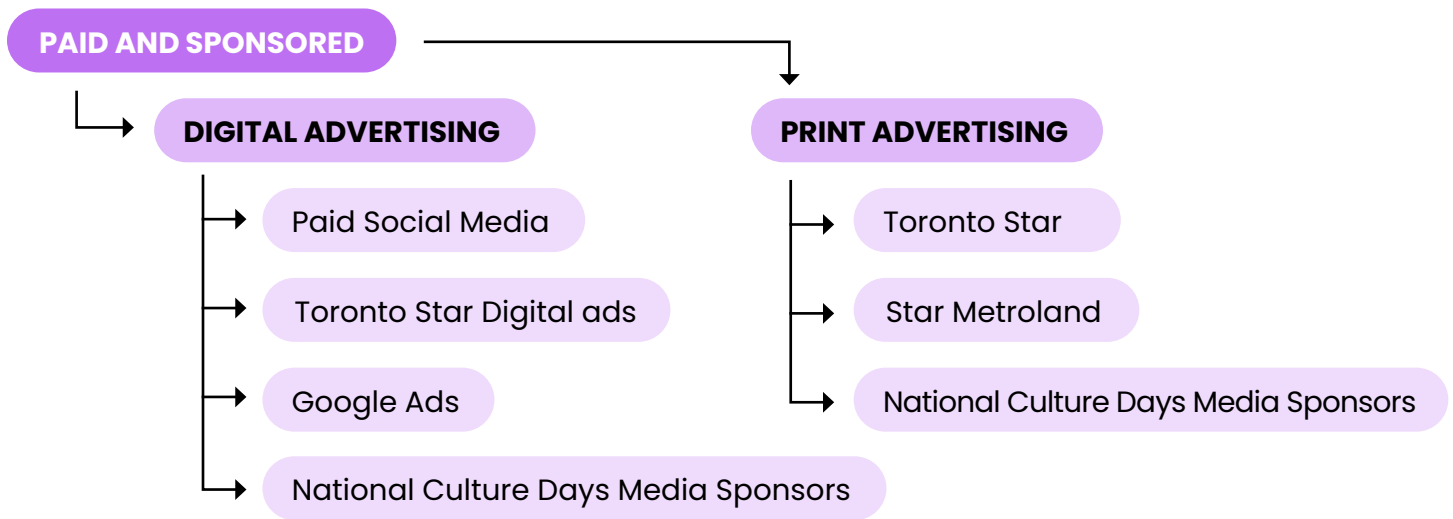 PAID AND SPONSORED
DIGITAL ADVERTISING
Paid Social Media
Toronto Star Digital ads
Google Ads
National Culture Days Media Sponsors
PRINT ADVERTISING
Toronto Star
Star Metroland
National Culture Days Media Sponsors